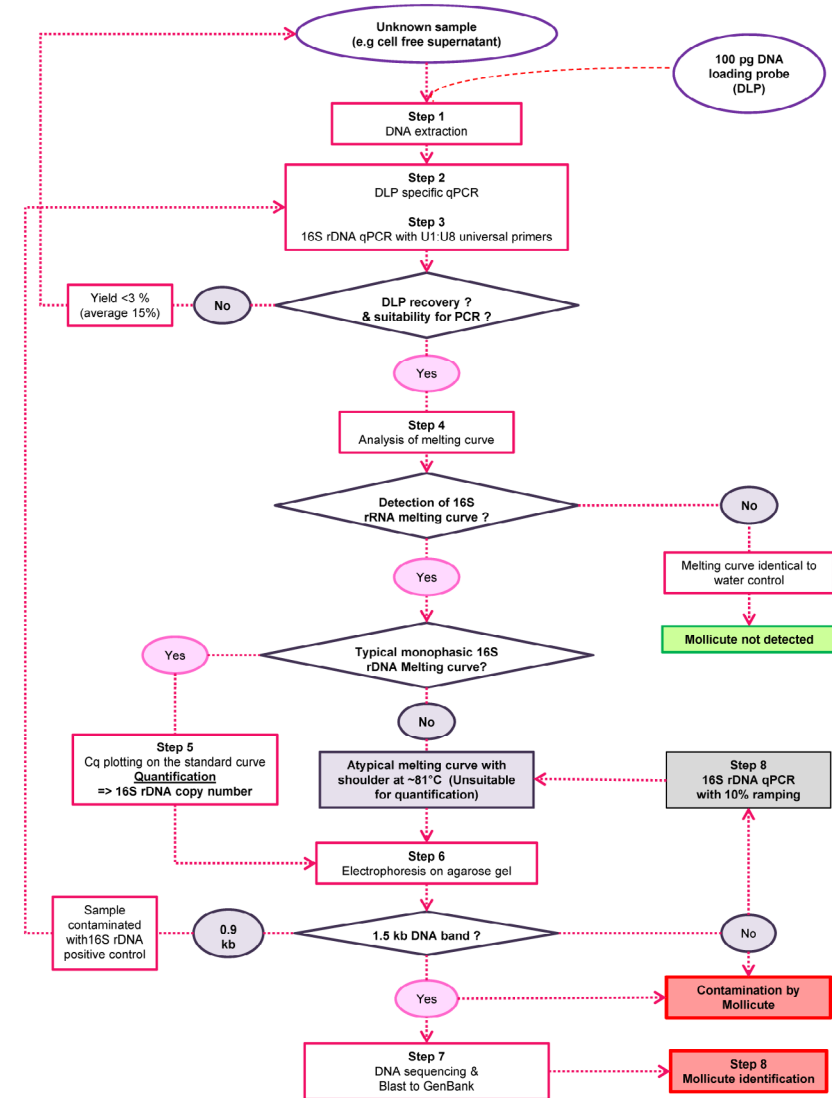 Unknown sample
(e.g cell free supernatant)
100 pg DNA
loading probe
(DLP)
Step 1
DNA extraction
Step 2
DLP specific qPCR
Step 3
16S rDNA qPCR with U1:U8 universal primers
Yield <3 %
(average 15%)
No
DLP recovery ?
& suitability for PCR ?
Yes
Step 4
Analysis of melting curve
Detection of 16S
rRNA melting curve ?
No
Yes
Melting curve identical to
water control
Mollicute not detected
Yes
Typical monophasic 16S
rDNA Melting curve?
No
Step 5
Cq plotting on the standard curve
Quantification
=> 16S rDNA copy number
Atypical melting curve with
shoulder at ~81°C (Unsuitable
for quantification)
Step 8
16S rDNA qPCR
with 10% ramping
Step 6
Electrophoresis on agarose gel
Sample
contaminated
with16S rDNA
positive control
0.9
kb
1.5 kb DNA band ?
No
Yes
Contamination by
Mollicute
Step 7
DNA sequencing &
Blast to GenBank
Step 8
Mollicute identification